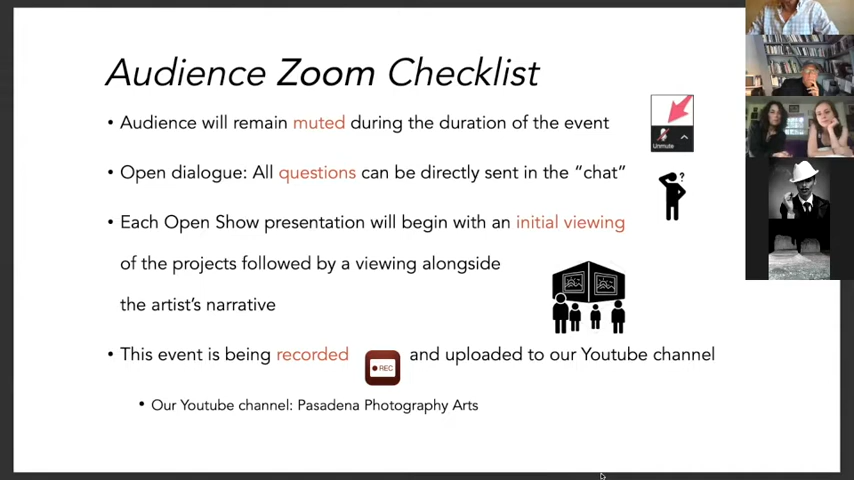 Audience Zoom Checklist
• Audience will remain muted during the duration of the event
Unmute
• Open dialogue: All questions can be directly sent in the “chat”
?
• Each Open Show presentation will begin with an initial viewing
of the projects followed by a viewing alongside
the artist’s narrative
• This event is being recorded REC and uploaded to our Youtube channel
• Our Youtube channel: Pasadena Photography Arts